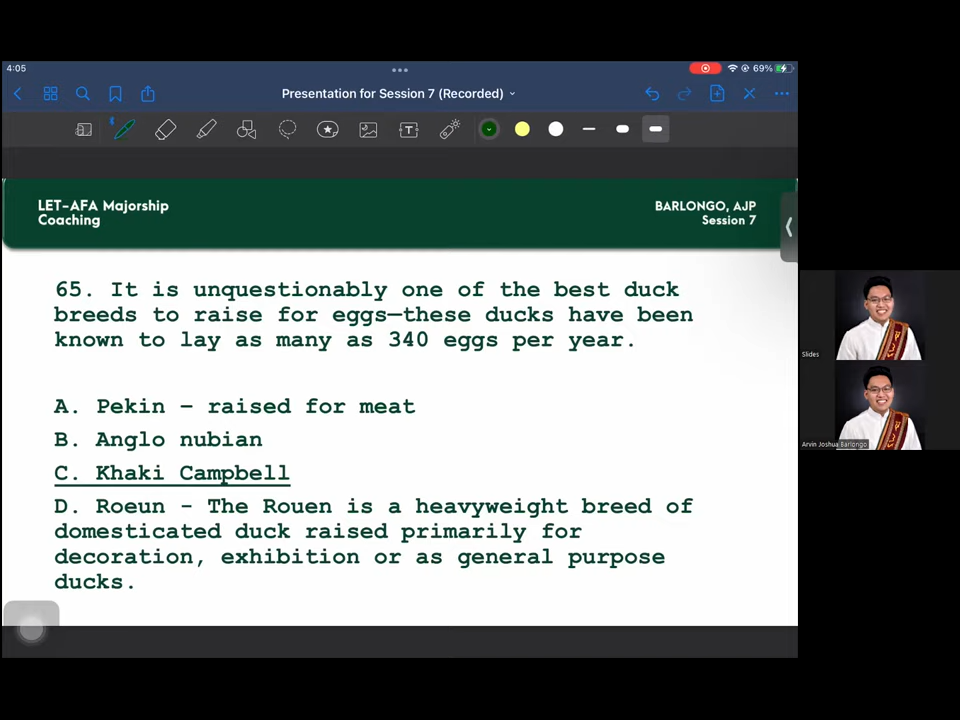 4:05
69%
Presentation for Session 7 (Recorded)
T
LET-AFA Majorship
Coaching
BARLONGO, AJP
Session 7
65. It is unquestionably one of the best duck
breeds to raise for eggs—these ducks have been
known to lay as many as 340 eggs per year.
A. Pekin – raised for meat
B. Anglo nubian
C. Khaki Campbell
D. Roeun - The Rouen is a heavyweight breed of
domesticated duck raised primarily for
decoration, exhibition or as general purpose
ducks.
Slides
Arvin Joshua Barlongo